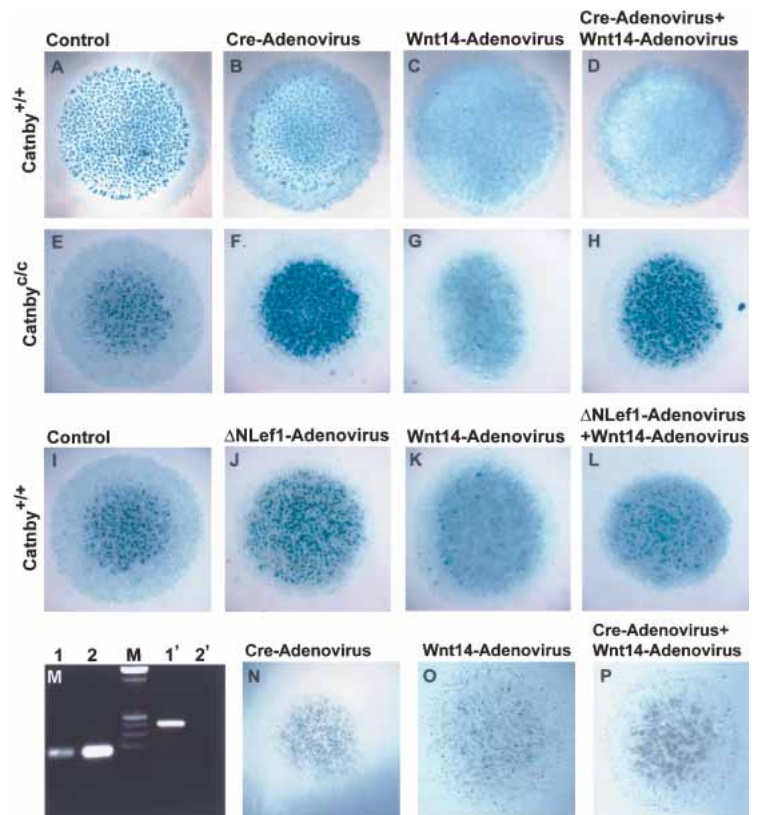 Control
Cre-Adenovirus
Wnt14-Adenovirus
Cre-Adenovirus+
Wnt14-Adenovirus
Catnby+/+
A
B
C
D
Catnbyc/c
E
F
G
H
Control
ΔNLef1-Adenovirus
Wnt14-Adenovirus
ΔNLef1-Adenovirus
+Wnt14-Adenovirus
Catnby+/+
I
J
K
L
1 2 M 1' 2'
M
Cre-Adenovirus
Wnt14-Adenovirus
Cre-Adenovirus+
Wnt14-Adenovirus
N
O
P